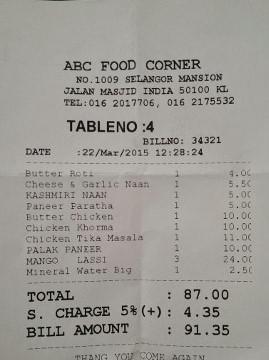 ABC FOOD CORNER
NO.1009 SELANGOR MANSION
JALAN MASJID INDIA 50100 KL
TEL:016 2017706, 016 2175532
TABLENO :4
BILLNO: 34321
DATE :22/Mar/2015 12:28:24
Butter Roti 1 4.00
Cheese & Garlic Naan 1 5.50
KASHMIRI NAAN 1 5.00
Paneer Paratha 1 5.00
Butter Chicken 1 10.00
Chicken Khorma 1 10.00
Chicken Tika Masala 1 11.00
PALAK PANEER 1 10.00
MANGO LASSI 3 24.00
Mineral Water Big 1 2.50
TOTAL : 87.00
S. CHARGE 5%(+): 4.35
BILL AMOUNT : 91.35
THANG YOU COME AGAIN